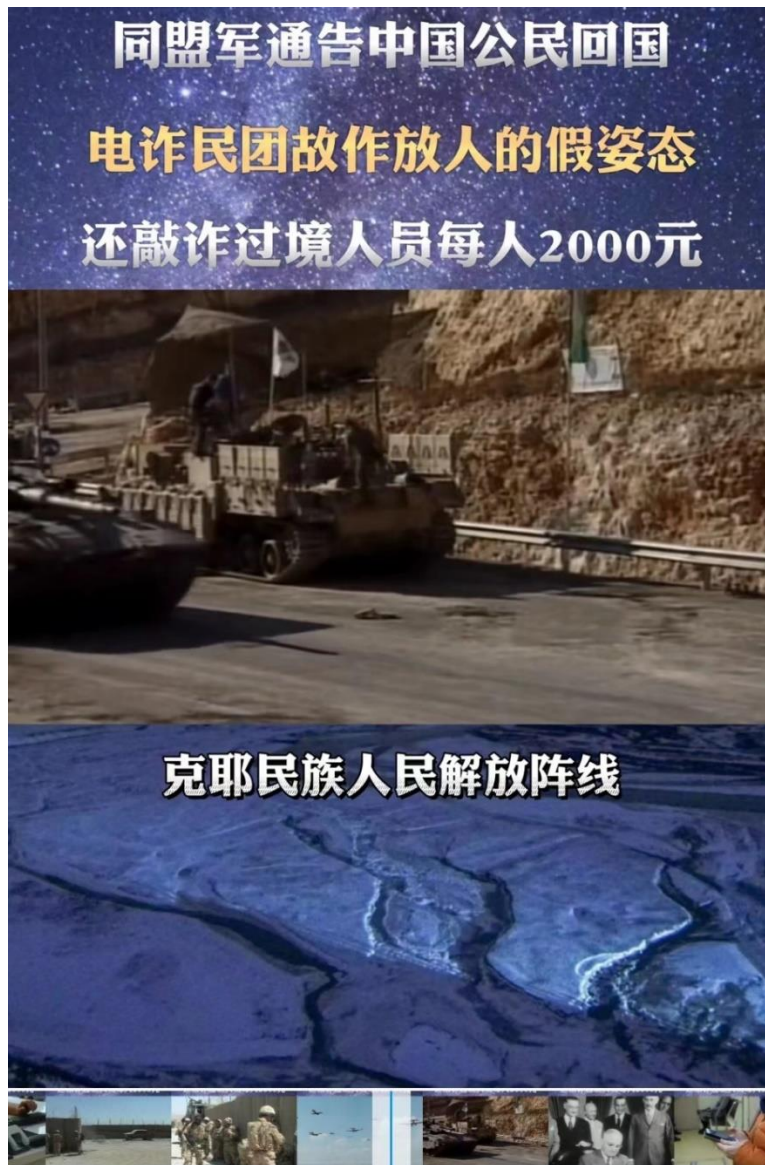 同盟军通告中国公民回国
电诈民团故作放人的假姿态
还敲诈过境人员每人2000元
克耶民族人民解放阵线